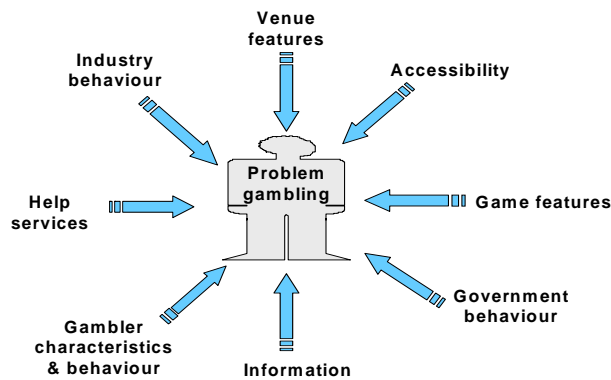 Venue
features
Industry
behaviour
Accessibility
Problem
gambling
Help
services
Game features
Government
behaviour
Gambler
characteristics
& behaviour
Information